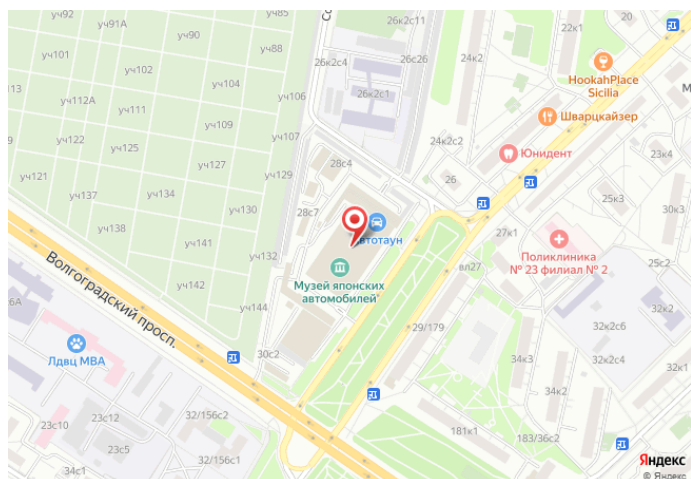 уч85
уч92
уч91А
уч90
уч101
уч88
уч102
113
уч104
уч106
уч112А
уч111
уч109
уч107
уч122
уч125
уч127
уч121
уч129
уч137
уч134
уч130
уч138
уч141
уч132
уч142
уч144
26к2с11
26к2с4
26с26
26к2с1
24к2
22к1
20
HookahPlace
Sicilia
Шварцкайзер
24к2с2
Юнидент
26
28с4
23к4
25к3
30к3
28с7
Автотаун
27к1
Поликлиника
№ 23 филиал № 2
25с2
вл27
Музей японских
автомобилей
Волгоградский просп.
26А
29/179
32к2
32к2с6
32к2с4
30с2
34к3
32к1
Лдвц МВА
34к2
23с10
23с12
32/156с2
23с5
181к1
183/36с2
32/156с1
34с1
Яндекс
© Яндекс